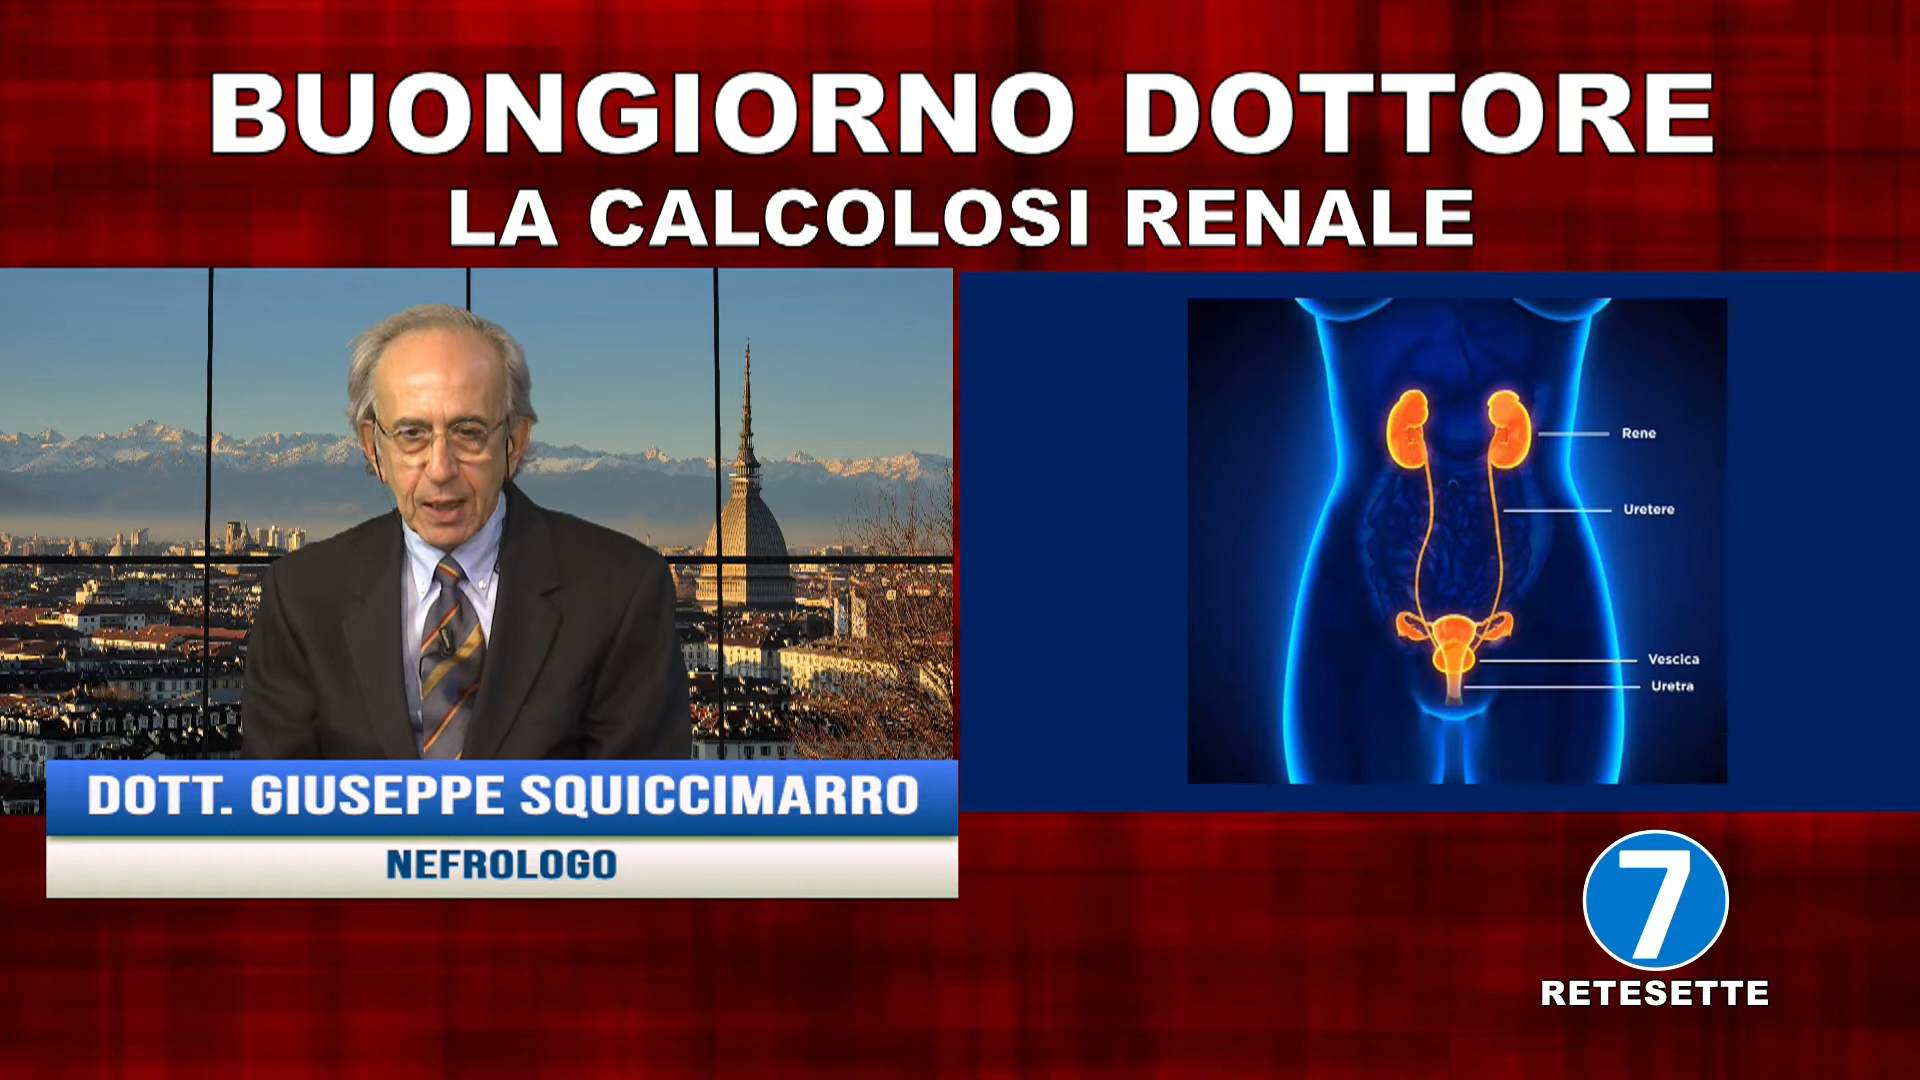 BUONGIORNO DOTTORE
LA CALCOLOSI RENALE
Rene
Uretere
Vescica
Uretra
DOTT. GIUSEPPE SQUICCIMARRO
NEFROLOGO
7
RETESETTE